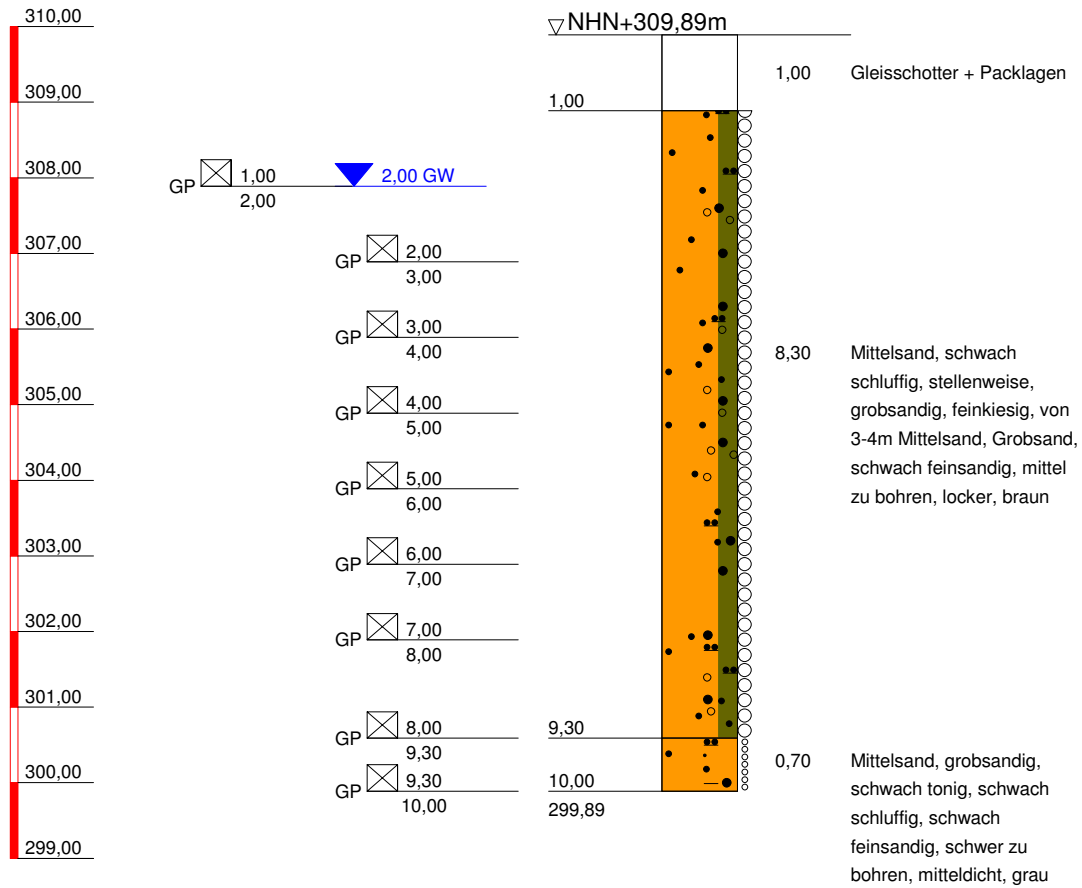 310,00
309,00
308,00
307,00
306,00
305,00
304,00
303,00
302,00
301,00
300,00
299,00
GP 1,00
2,00
2,00 GW
GP 2,00
3,00
GP 3,00
4,00
GP 4,00
5,00
GP 5,00
6,00
GP 6,00
7,00
GP 7,00
8,00
GP 8,00
9,30
GP 9,30
10,00
NHN+309,89m
1,00
9,30
10,00
299,89
1,00
Gleisschotter + Packlagen
8,30
Mittelsand, schwach
schluffig, stellenweise,
grobsandig, feinkiesig, von
3-4m Mittelsand, Grobsand,
schwach feinsandig, mittel
zu bohren, locker, braun
0,70
Mittelsand, grobsandig,
schwach tonig, schwach
schluffig, schwach
feinsandig, schwer zu
bohren, mitteldicht, grau